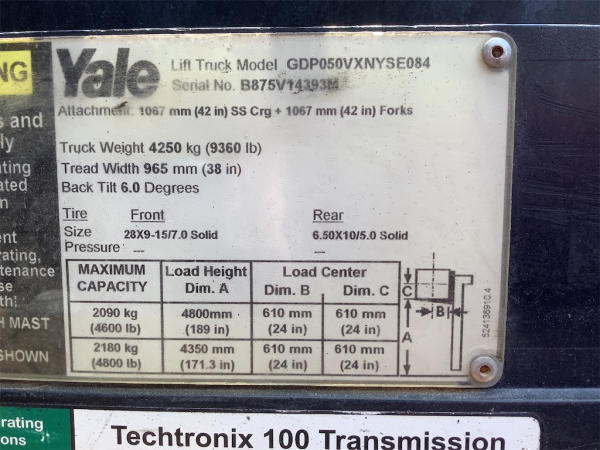 NG
Yale
Lift Truck Model GDP050VXNYSE084
Serial No. B875V14393M
Attachment: 1067 mm (42 in) SS Crg + 1067 mm (42 in) Forks
s and
ly
Truck Weight 4250 kg (9360 lb)
ating
Tread Width 965 mm (38 in)
ated
Back Tilt 6.0 Degrees
n
Tire Front Rear
Size 28X9-15/7.0 Solid 6.50X10/5.0 Solid
ent
Pressure — —
rating,
ntenance
se
th:
H MAST
SHOWN
MAXIMUM CAPACITY Load Height Dim. A Load Center Dim. B Dim. C
2090 kg 4800mm 610 mm 610 mm
(4600 lb) (189 in) (24 in) (24 in)
2180 kg 4350 mm 610 mm 610 mm
(4800 lb) (171.3 in) (24 in) (24 in)
C
B
A
524136910.4
erating
ions
Techtronix 100 Transmission